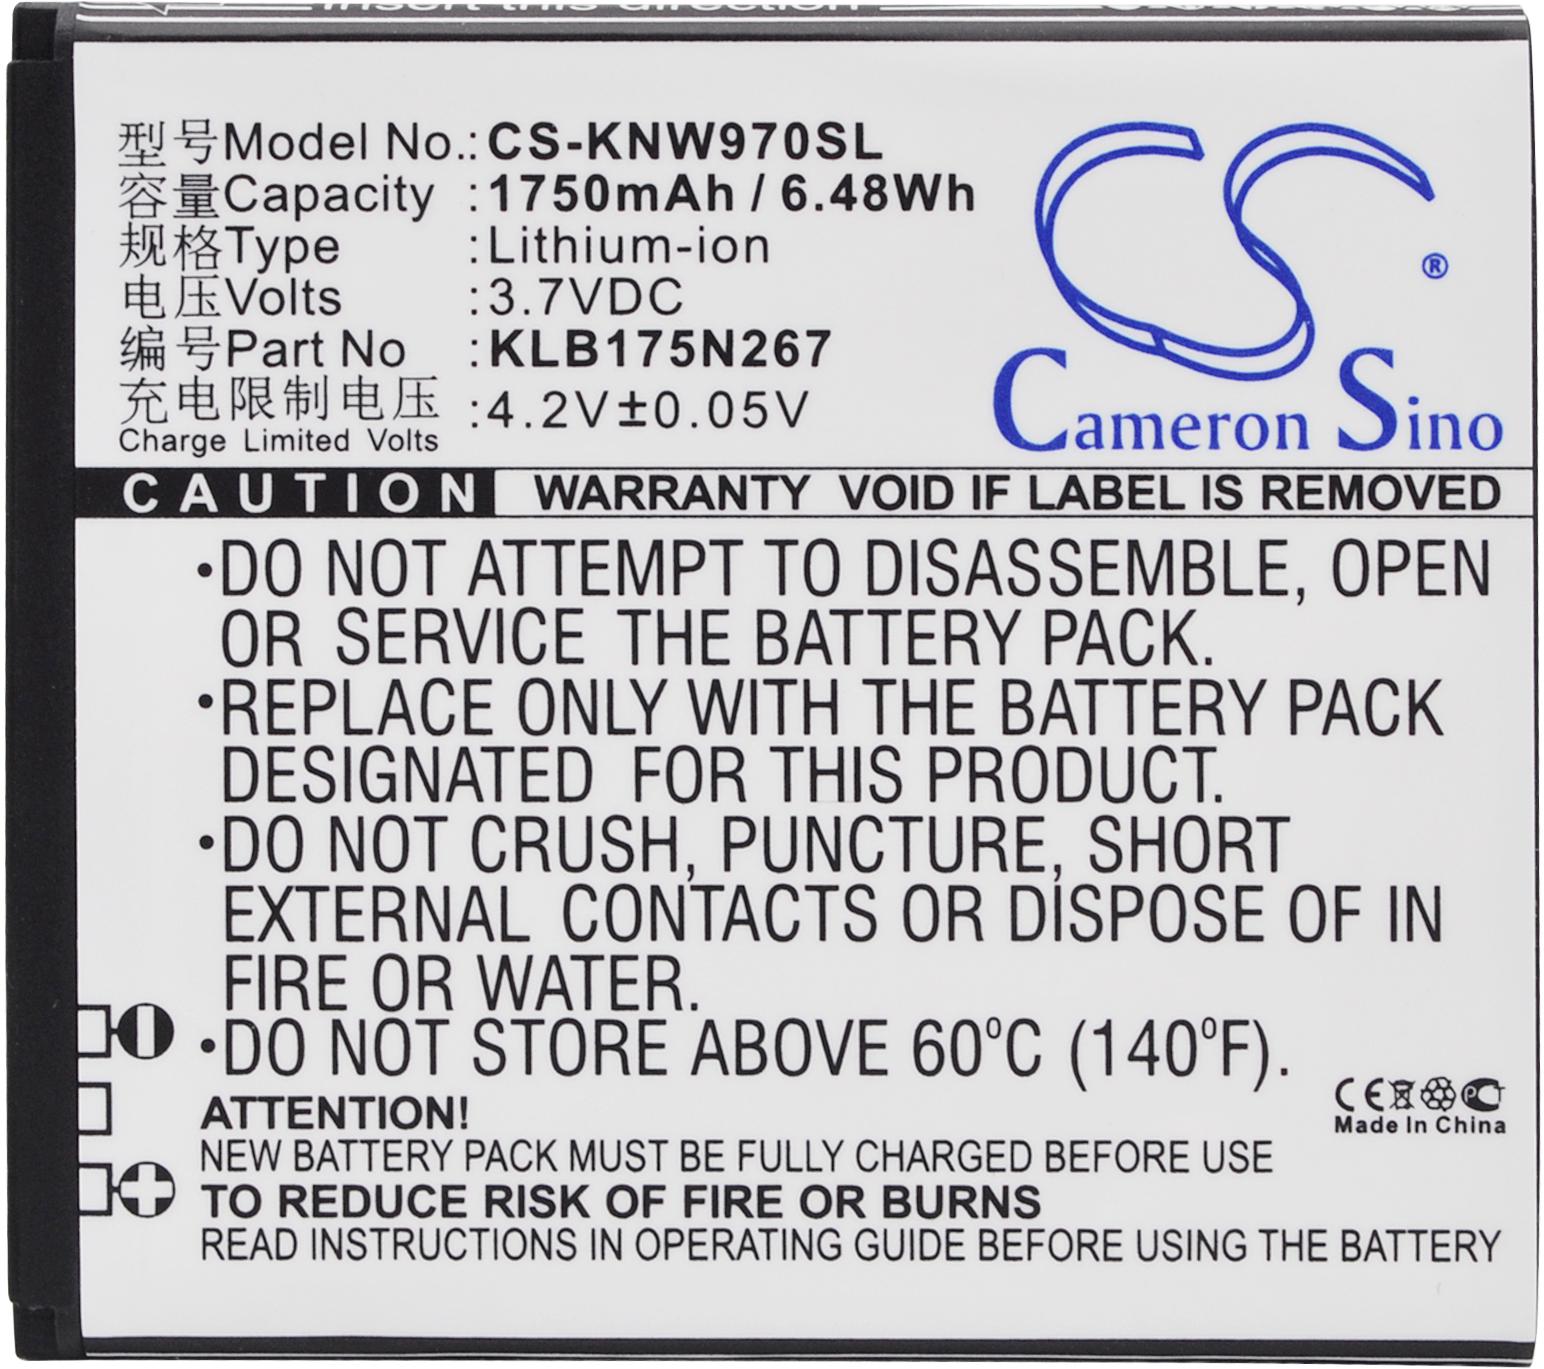 Insert this direction
型号Model No.:CS-KNW970SL
容量Capacity :1750mAh / 6.48Wh
规格Type :Lithium-ion
电压Volts :3.7VDC
编号Part No :KLB175N267
充电限制电压 :4.2V±0.05V
Charge Limited Volts
®
Cameron Sino
CAUTION WARRANTY VOID IF LABEL IS REMOVED
•DO NOT ATTEMPT TO DISASSEMBLE, OPEN
OR SERVICE THE BATTERY PACK.
•REPLACE ONLY WITH THE BATTERY PACK
DESIGNATED FOR THIS PRODUCT.
•DO NOT CRUSH, PUNCTURE, SHORT
EXTERNAL CONTACTS OR DISPOSE OF IN
FIRE OR WATER.
•DO NOT STORE ABOVE 60°C (140°F).
CE
Made In China
ATTENTION!
NEW BATTERY PACK MUST BE FULLY CHARGED BEFORE USE
TO REDUCE RISK OF FIRE OR BURNS
READ INSTRUCTIONS IN OPERATING GUIDE BEFORE USING THE BATTERY